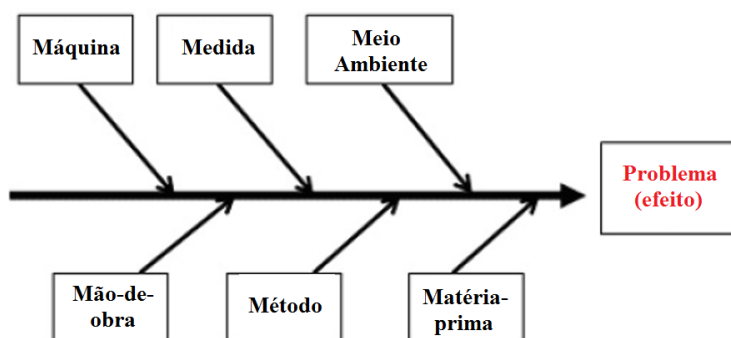 Máquina
Medida
Meio
Ambiente
Problema
(efeito)
Mão-de-
obra
Método
Matéria-
prima